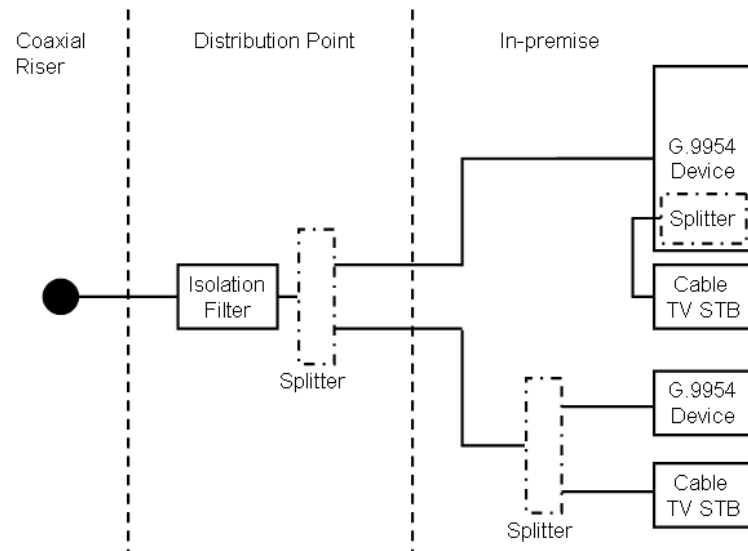 Coaxial
Riser
Distribution Point
In-premise
G.9954
Device
Splitter
Isolation
Filter
Splitter
Cable
TV STB
G.9954
Device
Splitter
Cable
TV STB